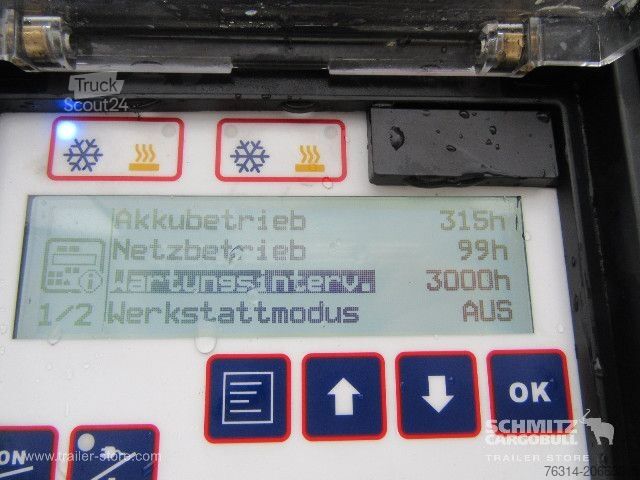 Truck
Scout24
Akkubetrieb 315h
Netzbetrieb 99h
Wartungsinterv. 3000h
1/2 Werkstattmodus AUS
OK
SCHMITZ
CARGOBULL
TRAILER STORE
ON
www.trailer-store.com